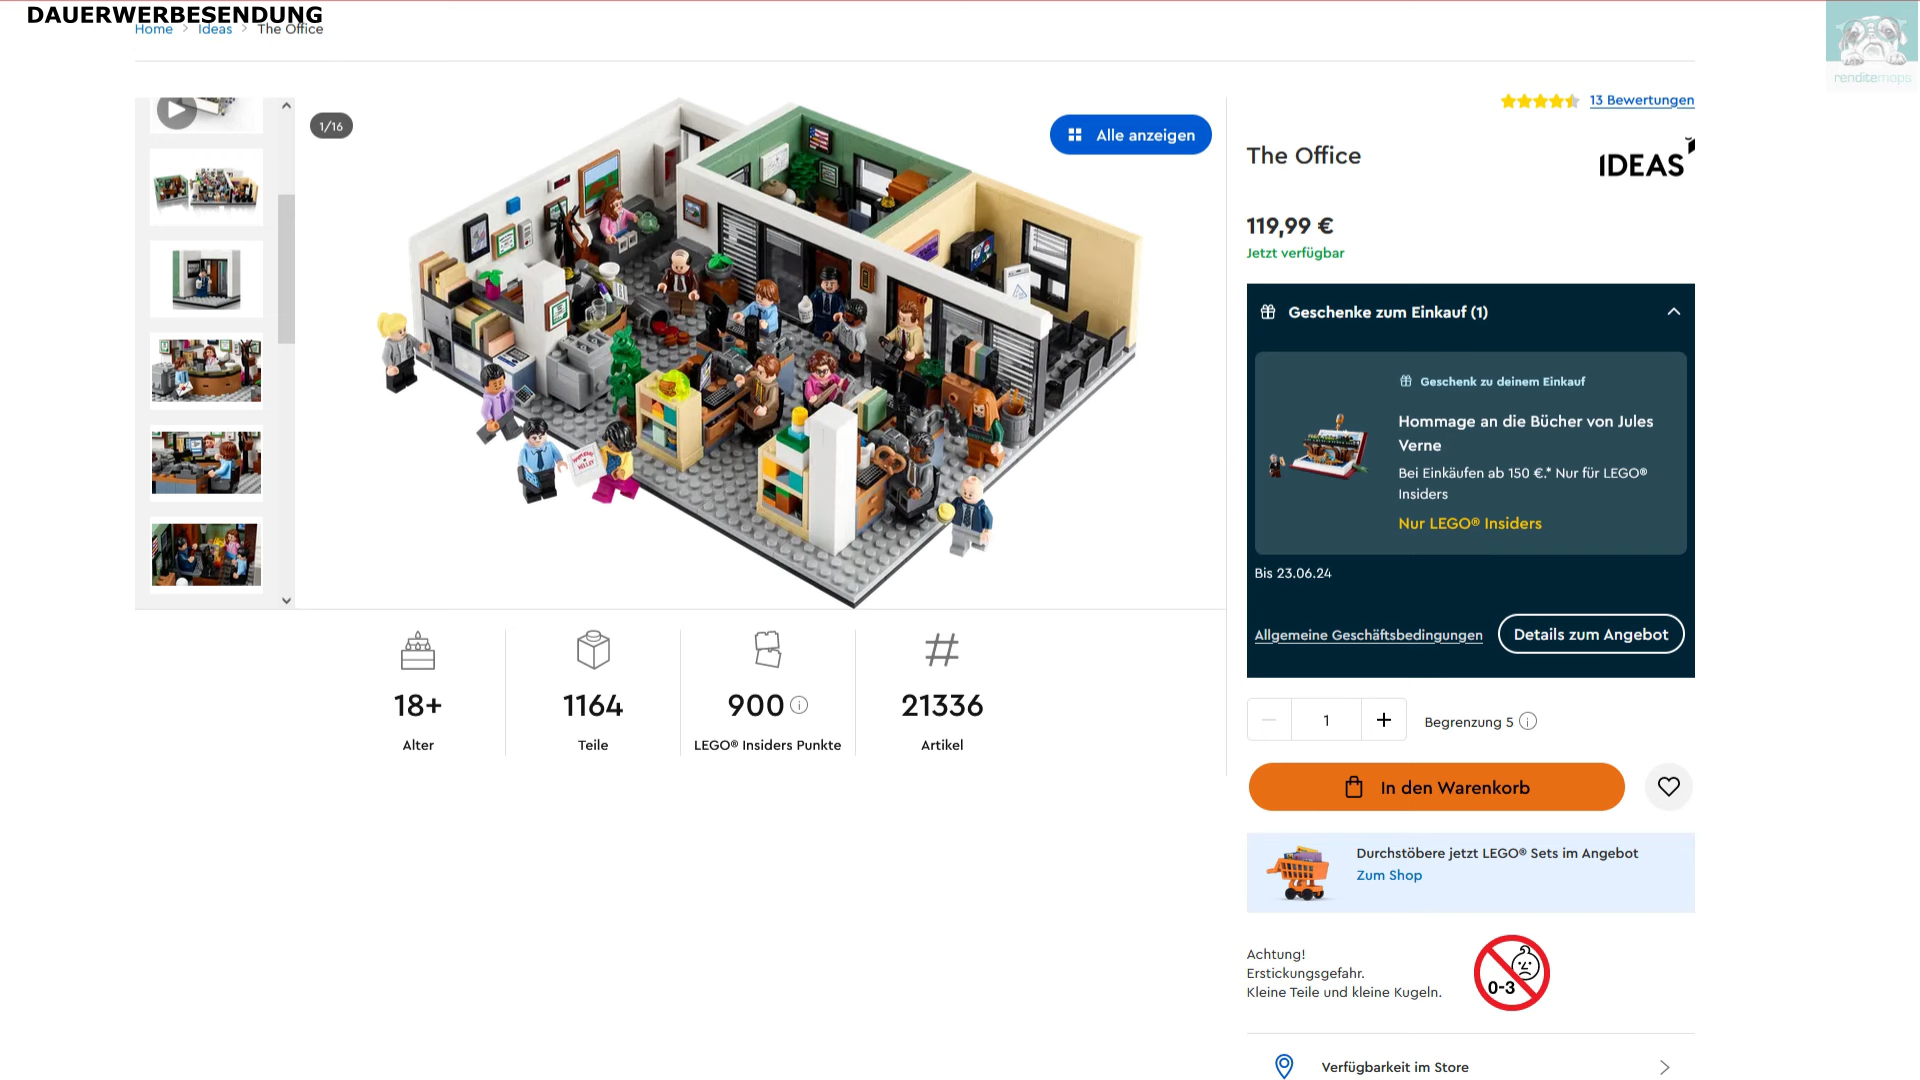 DAUERWERBESENDUNG
Home > Ideas > The Office
renditemops
1/16
Alle anzeigen
13 Bewertungen
The Office
IDEAS
119,99 €
Jetzt verfügbar
Geschenke zum Einkauf (1)
Geschenk zu deinem Einkauf
Hommage an die Bücher von Jules
Verne
Bei Einkäufen ab 150 €.* Nur für LEGO®
Insiders
Nur LEGO® Insiders
Bis 23.06.24
Allgemeine Geschäftsbedingungen
Details zum Angebot
18+
Alter
1164
Teile
900
LEGO® Insiders Punkte
21336
Artikel
1
Begrenzung 5
In den Warenkorb
Durchstöbere jetzt LEGO® Sets im Angebot
Zum Shop
Achtung!
Erstickungsgefahr.
Kleine Teile und kleine Kugeln.
0-3
Verfügbarkeit im Store